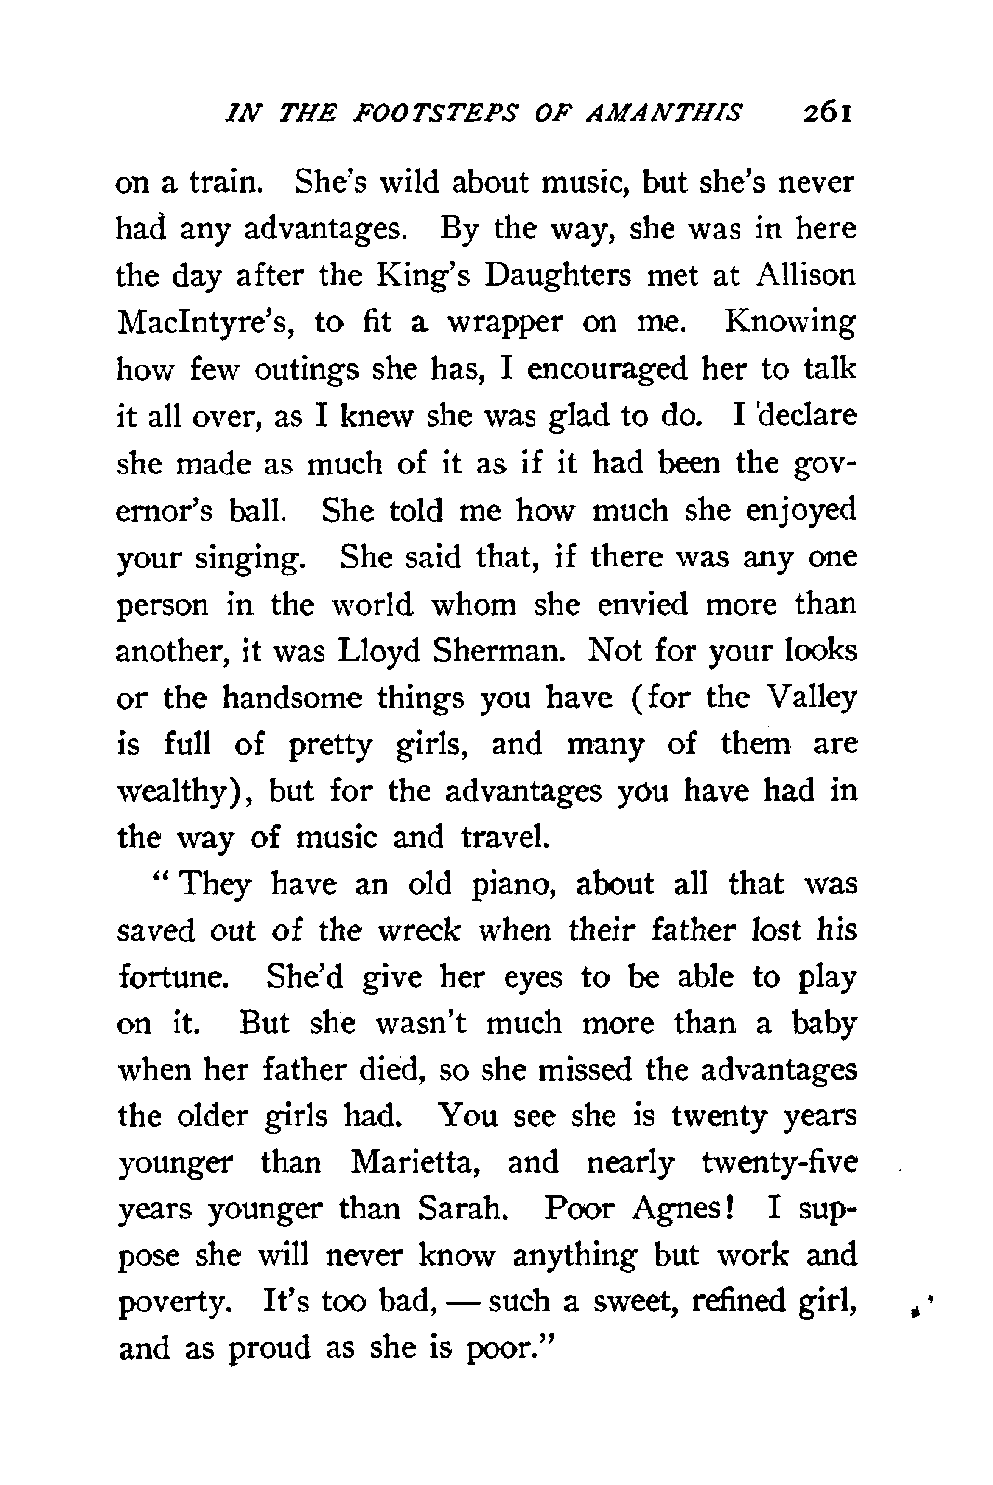 IN THE FOOTSTEPS OF AMANTHIS 261
on a train. She's wild about music, but she's never
had any advantages. By the way, she was in here
the day after the King's Daughters met at Allison
MacIntyre's, to fit a wrapper on me. Knowing
how few outings she has, I encouraged her to talk
it all over, as I knew she was glad to do. I declare
she made as much of it as if it had been the gov-
ernor's ball. She told me how much she enjoyed
your singing. She said that, if there was any one
person in the world whom she envied more than
another, it was Lloyd Sherman. Not for your looks
or the handsome things you have (for the Valley
is full of pretty girls, and many of them are
wealthy), but for the advantages you have had in
the way of music and travel.
“ They have an old piano, about all that was
saved out of the wreck when their father lost his
fortune. She'd give her eyes to be able to play
on it. But she wasn't much more than a baby
when her father died, so she missed the advantages
the older girls had. You see she is twenty years
younger than Marietta, and nearly twenty-five
years younger than Sarah. Poor Agnes! I sup-
pose she will never know anything but work and
poverty. It's too bad, — such a sweet, refined girl,
and as proud as she is poor.”